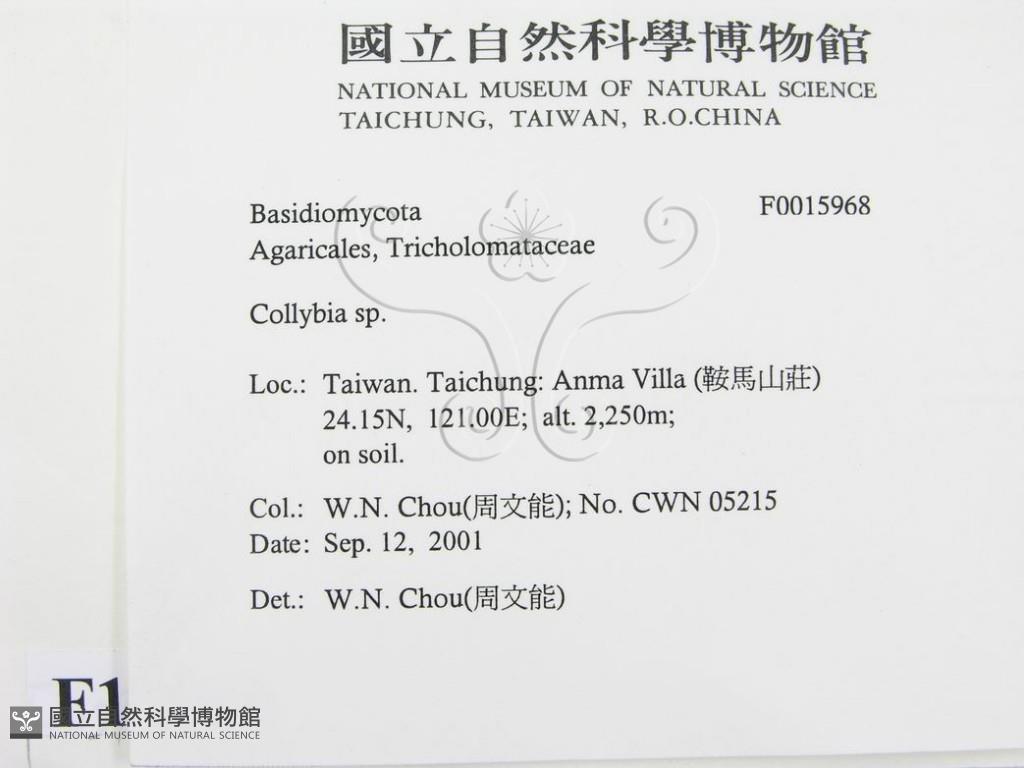 國立自然科學博物館
NATIONAL MUSEUM OF NATURAL SCIENCE
TAICHUNG, TAIWAN, R.O.CHINA
Basidiomycota F0015968
Agaricales, Tricholomataceae
Collybia sp.
Loc.: Taiwan. Taichung: Anma Villa (鞍馬山莊)
24.15N, 121.00E; alt. 2,250m;
on soil.
Col.: W.N. Chou(周文能); No. CWN 05215
Date: Sep. 12, 2001
Det.: W.N. Chou(周文能)
F1
國立自然科學博物館
NATIONAL MUSEUM OF NATURAL SCIENCE